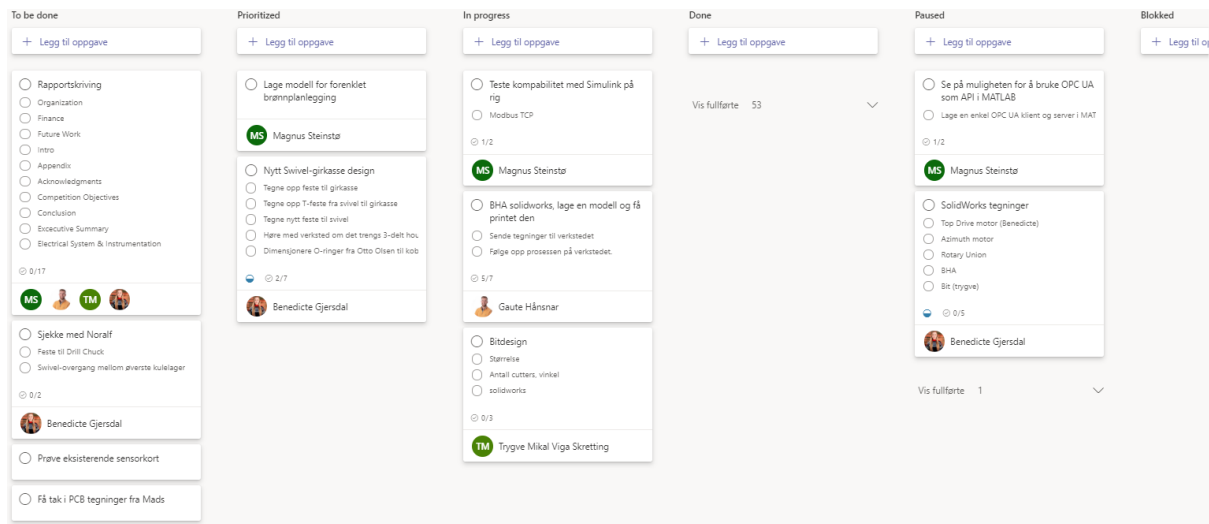 To be done
+ Legg til oppgave
Rapportskriving
Organization
Finance
Future Work
Intro
Appendix
Acknowledgments
Competition Objectives
Conclusion
Excecutive Summary
Electrical System & Instrumentation
0/17
MS
TM
Sjekke med Noralf
Feste til Drill Chuck
Swivel-overgang mellom øverste kulelager
0/2
Benedicte Gjersdal
Prøve eksisterende sensorkort
Få tak i PCB tegninger fra Mads
Prioritized
+ Legg til oppgave
Lage modell for forenklet
brønnplanlegging
MS Magnus Steinstø
Nytt Swivel-girkasse design
Tegne opp feste til girkasse
Tegne opp T-feste fra svivel til girkasse
Tegne nytt feste til svivel
Høre med verksted om det trengs 3-delt hou
Dimensjonere O-ringer fra Otto Olsen til kob
2/7
Benedicte Gjersdal
In progress
+ Legg til oppgave
Teste kompabilitet med Simulink på
rig
Modbus TCP
1/2
MS Magnus Steinstø
BHA solidworks, lage en modell og få
printet den
Sende tegninger til verkstedet
Følge opp prosessen på verkstedet.
5/7
Gaute Hånsnar
Bitdesign
Størrelse
Antall cutters, vinkel
solidworks
0/3
TM Trygve Mikal Viga Skretting
Done
+ Legg til oppgave
Vis fullførte 53
Paused
+ Legg til oppgave
Se på muligheten for å bruke OPC UA
som API i MATLAB
Lage en enkel OPC UA klient og server i MAT
1/2
MS Magnus Steinstø
SolidWorks tegninger
Top Drive motor (Benedicte)
Azimuth motor
Rotary Union
BHA
Bit (trygve)
0/5
Benedicte Gjersdal
Vis fullførte 1
Blokked
+ Legg til op